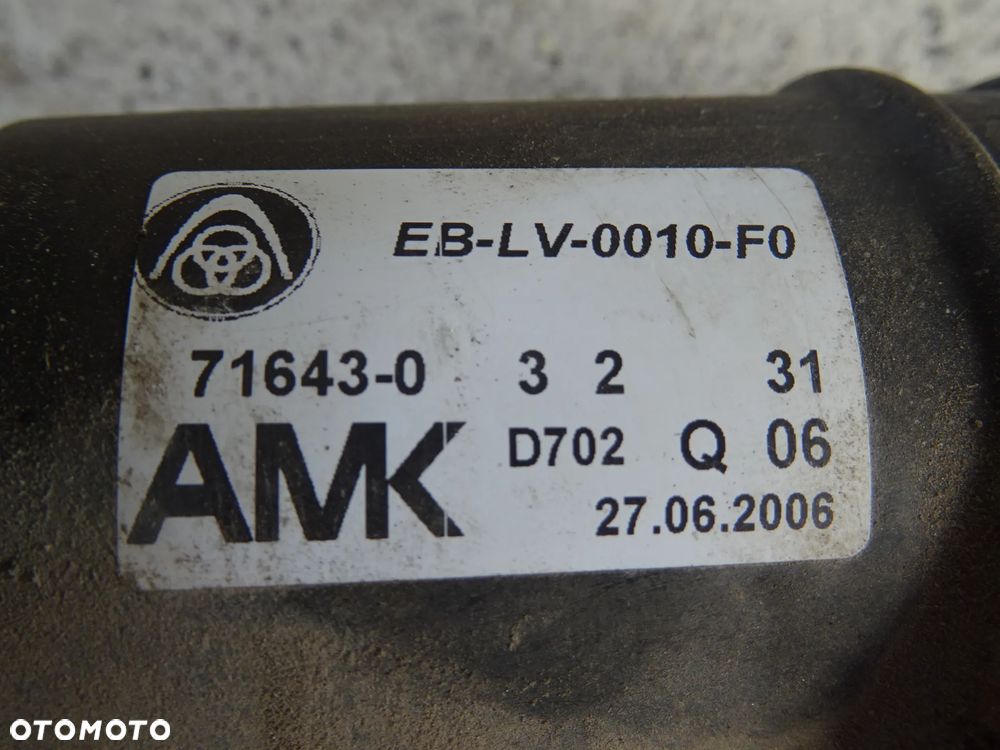 EB-LV-0010-F0
71643-0 3 2 31
AMK D702 Q 06
27.06.2006
OTOMOTO